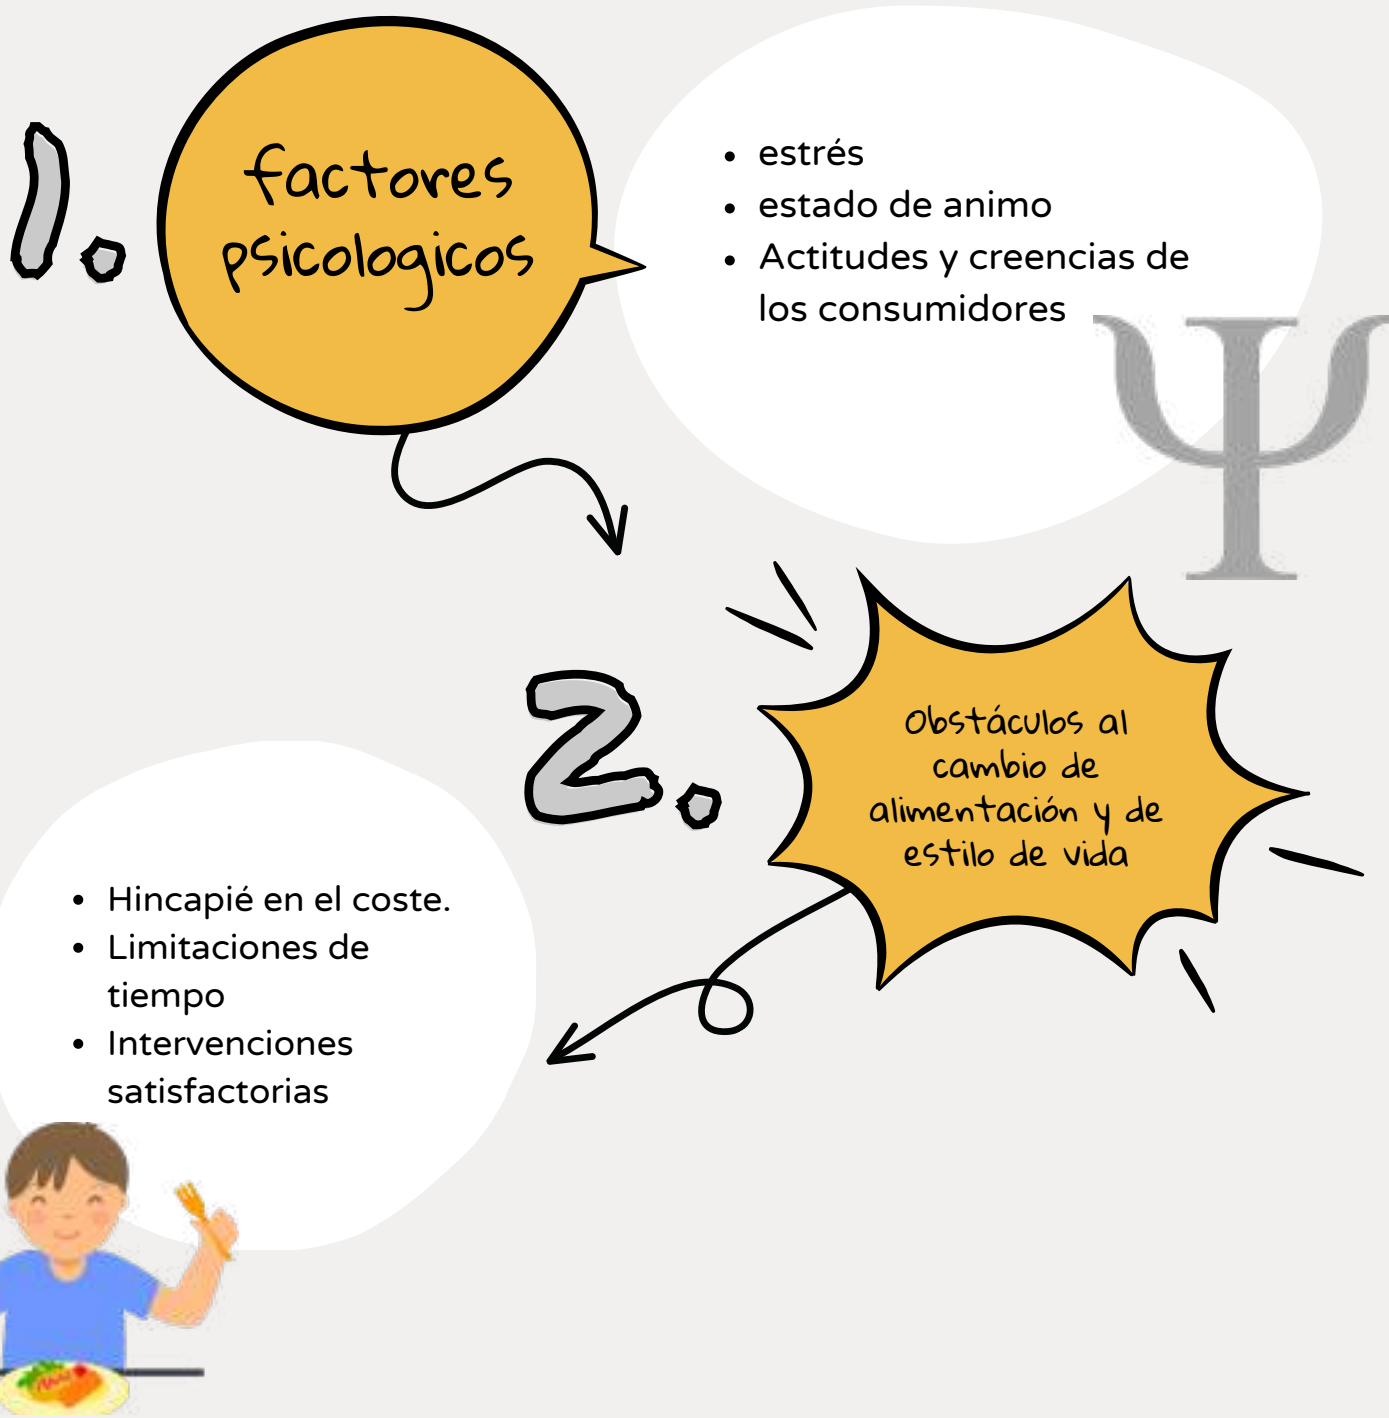 1.
factores
psicologicos
• estrés
• estado de animo
• Actitudes y creencias de
los consumidores
Ψ
2.
Obstáculos al
cambio de
alimentación y de
estilo de vida
• Hincapié en el coste.
• Limitaciones de
tiempo
• Intervenciones
satisfactorias